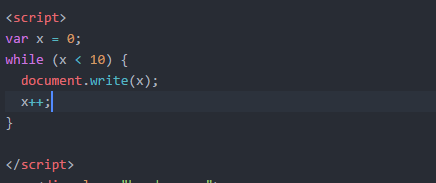 <script>
var x = 0;
while (x < 10) {
  document.write(x);
  x++;
}
</script>